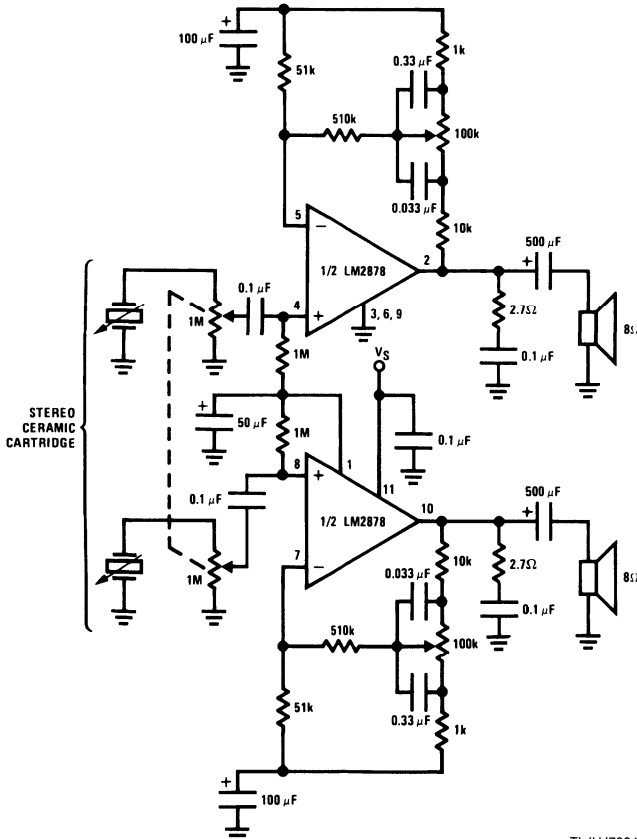 100 µF
+
51k
0.33 µF
1k
510k
100k
0.033 µF
10k
5
−
1/2 LM2878
2
+
500 µF
0.1 µF
4
+
3, 6, 9
2.7Ω
8Ω
1M
1M
VS
0.1 µF
STEREO
CERAMIC
CARTRIDGE
+
50 µF
1M
1
0.1 µF
8
+
11
0.1 µF
1/2 LM2878
10
+
500 µF
1M
7
−
10k
2.7Ω
8Ω
0.033 µF
0.1 µF
510k
100k
51k
0.33 µF
1k
+
100 µF